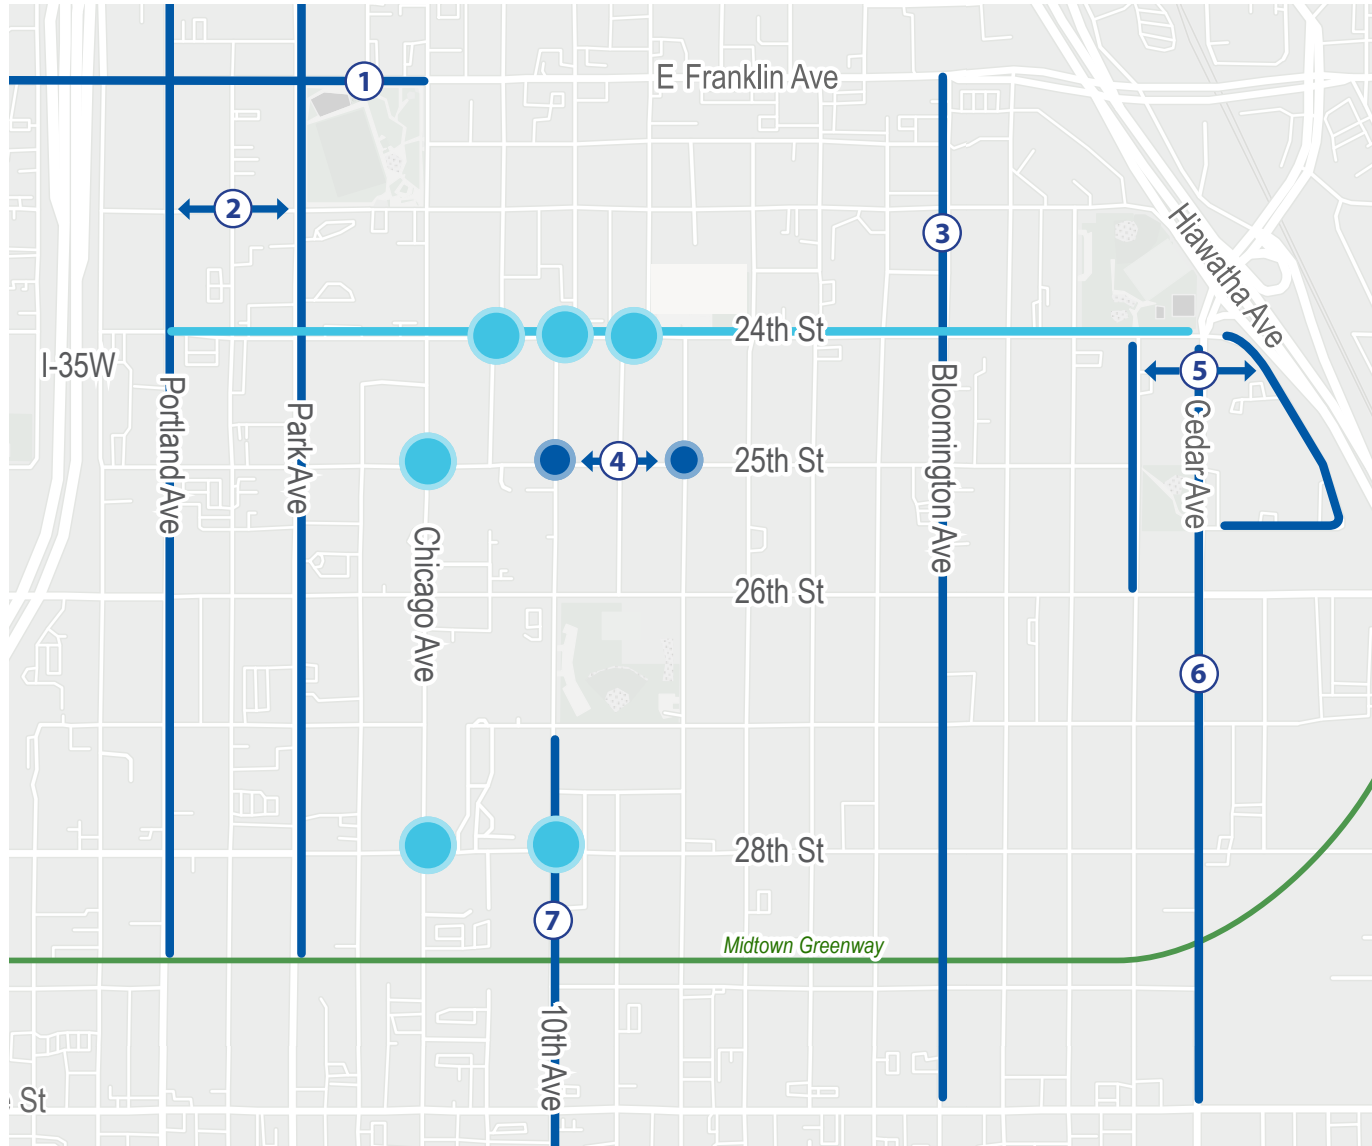 1
E Franklin Ave
2
3
Hiawatha Ave
24th St
I-35W
5
Portland Ave
Park Ave
Bloomington Ave
Cedar Ave
4
25th St
Chicago Ave
26th St
6
28th St
7
Midtown Greenway
10th Ave
St